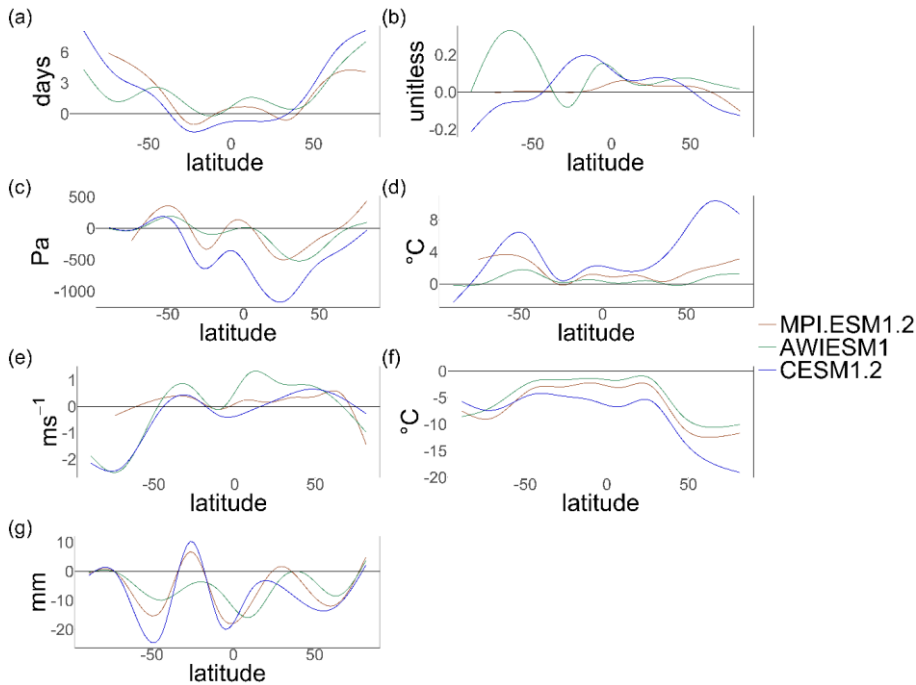 (a)
6
3
0
days
-50
0
50
latitude
(b)
0.2
0.0
-0.2
unitless
-50
0
50
latitude
(c)
500
0
-500
-1000
Pa
-50
0
50
latitude
(d)
8
4
0
°C
-50
0
50
latitude
MPI.ESM1.2
AWIESM1
CESM1.2
(e)
1
0
-1
-2
ms⁻¹
-50
0
50
latitude
(f)
0
-5
-10
-15
-20
°C
-50
0
50
latitude
(g)
10
0
-10
-20
mm
-50
0
50
latitude